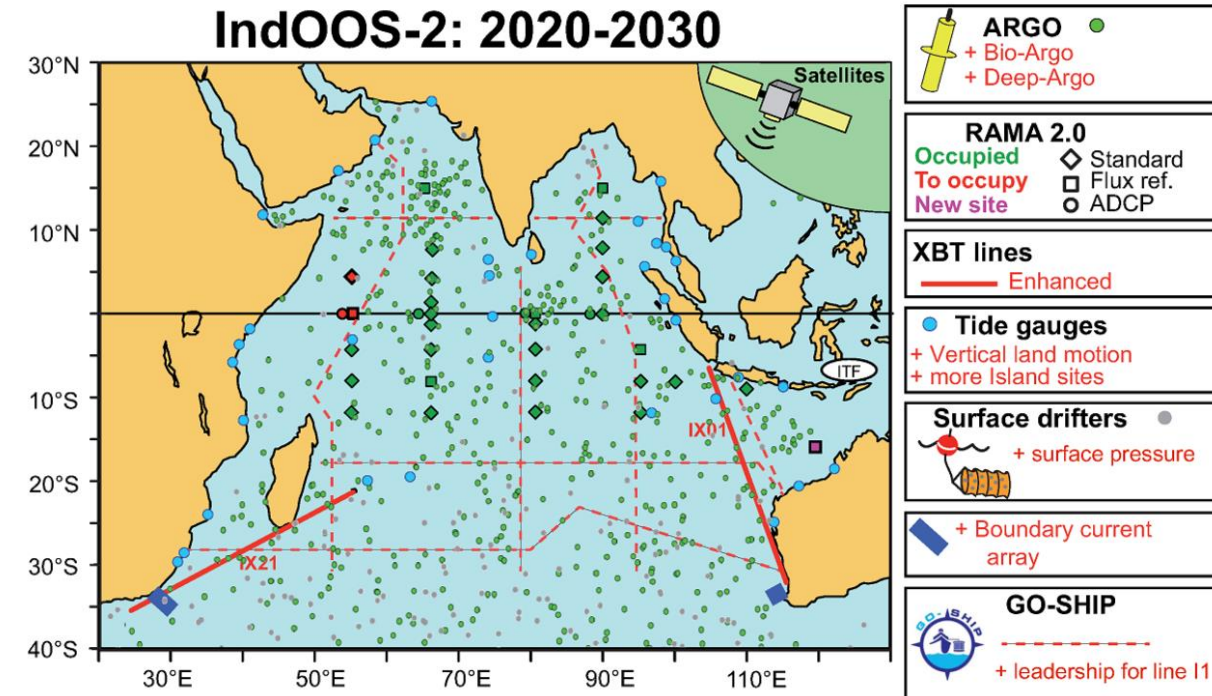 IndOOS-2: 2020-2030
30°N
20°N
10°N
0°
10°S
20°S
30°S
40°S
30°E
50°E
70°E
90°E
110°E
Satellites
ITF
IX01
IX21
ARGO
+ Bio-Argo
+ Deep-Argo
RAMA 2.0
Occupied
Standard
To occupy
Flux ref.
New site
ADCP
XBT lines
Enhanced
Tide gauges
+ Vertical land motion
+ more Island sites
Surface drifters
+ surface pressure
+ Boundary current
array
GO-SHIP
GO-SHIP
+ leadership for line I1